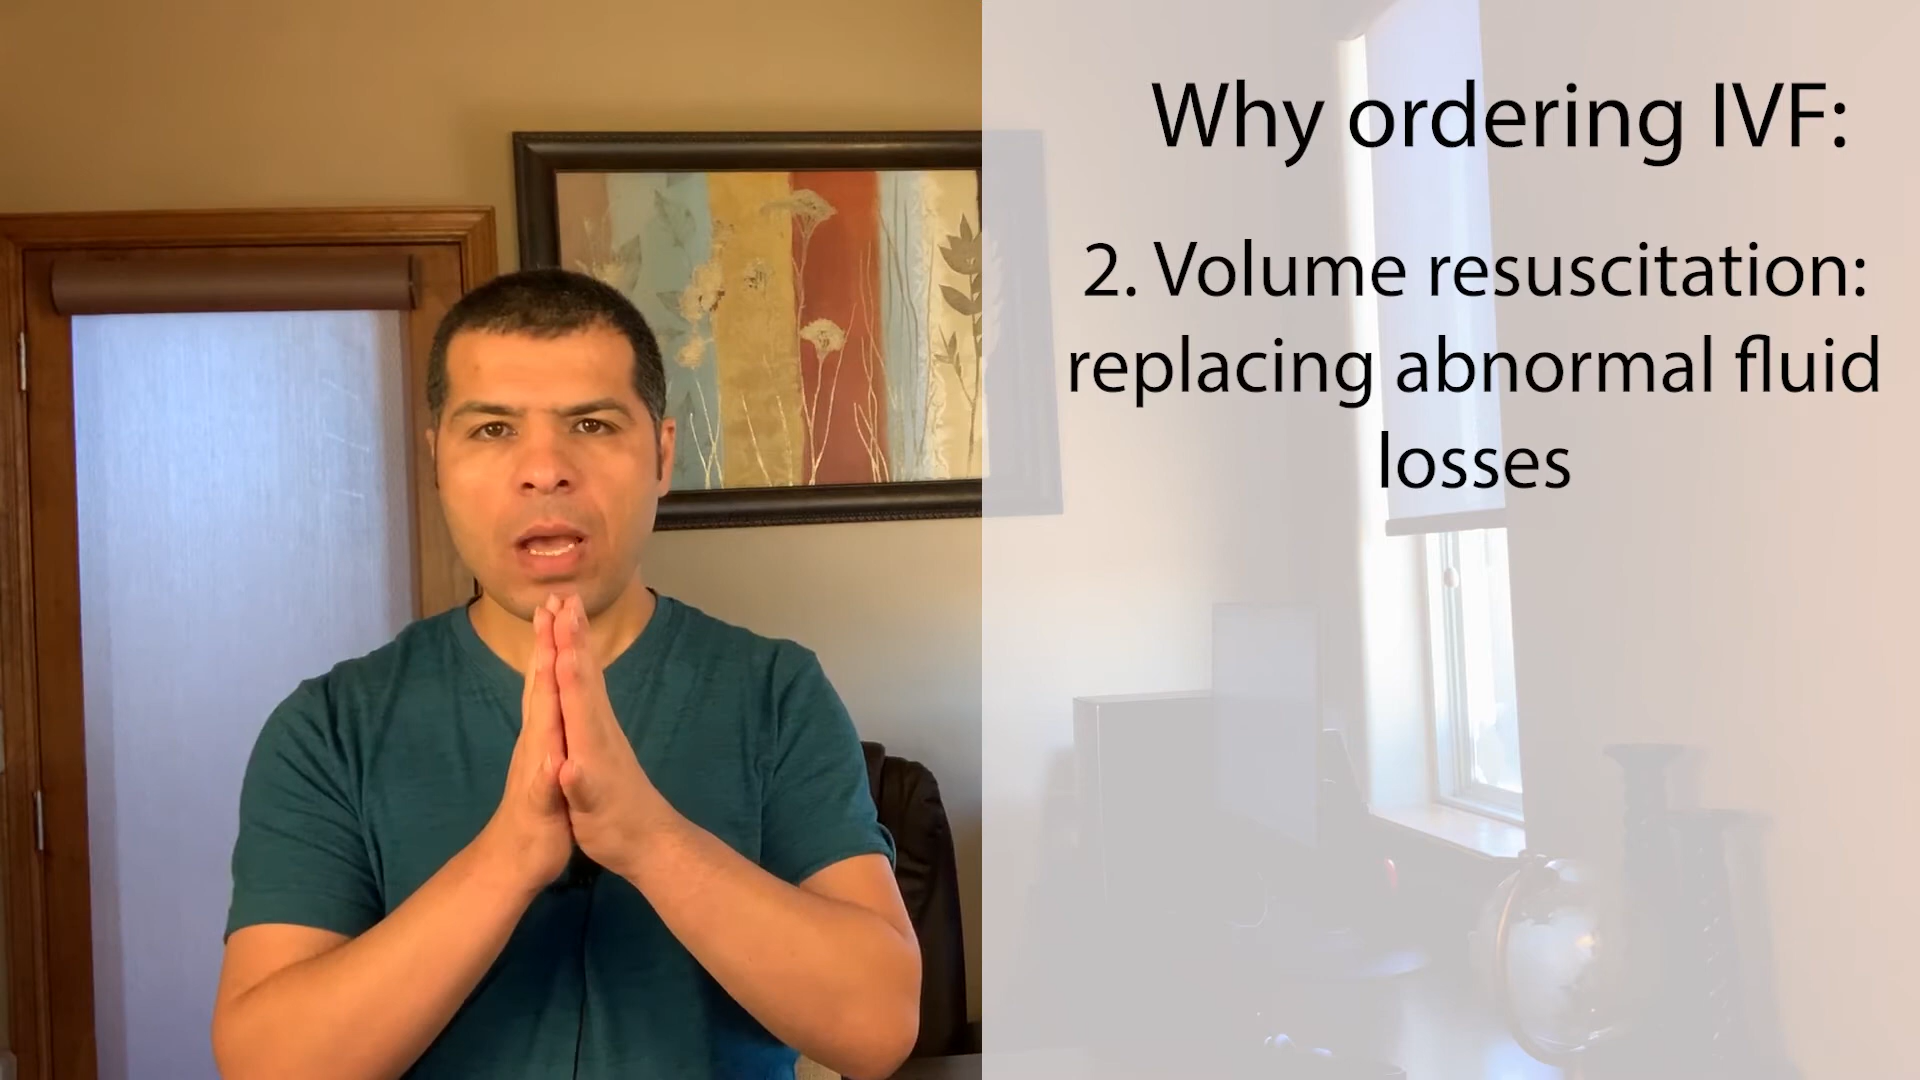 Why ordering IVF:
2. Volume resuscitation:
replacing abnormal fluid
losses